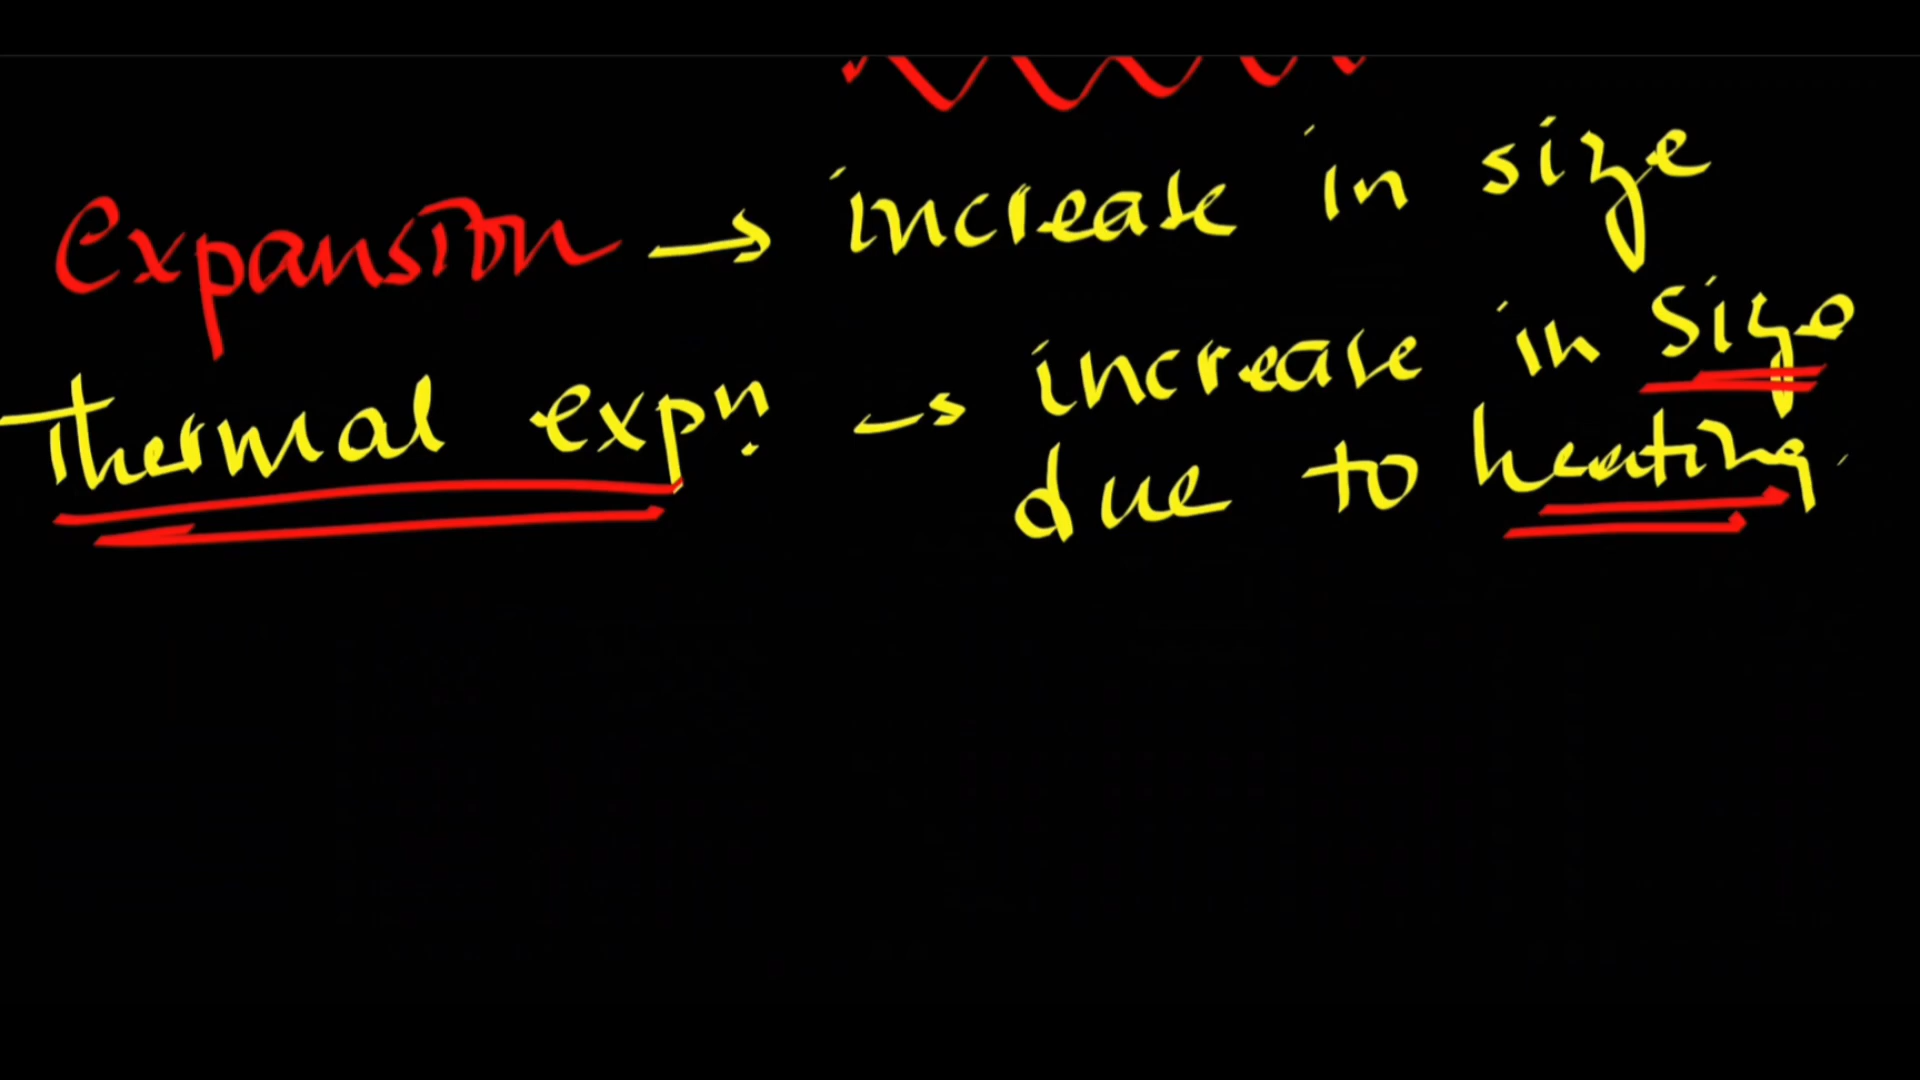 Expansion → increase in size
Thermal expn. → increase in size
due to heating.